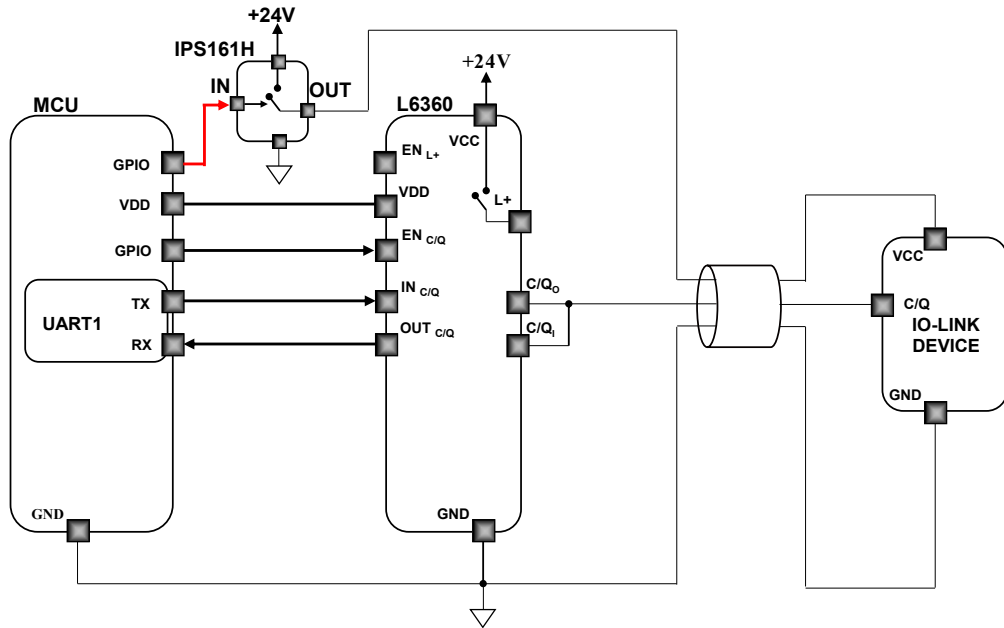 +24V
IPS161H
IN
OUT
+24V
MCU
L6360
VCC
GPIO
EN L+
VDD
VDD
L+
GPIO
EN C/Q
VCC
TX
IN C/Q
C/QO
C/Q
UART1
IO-LINK
DEVICE
RX
OUT C/Q
C/QI
GND
GND
GND